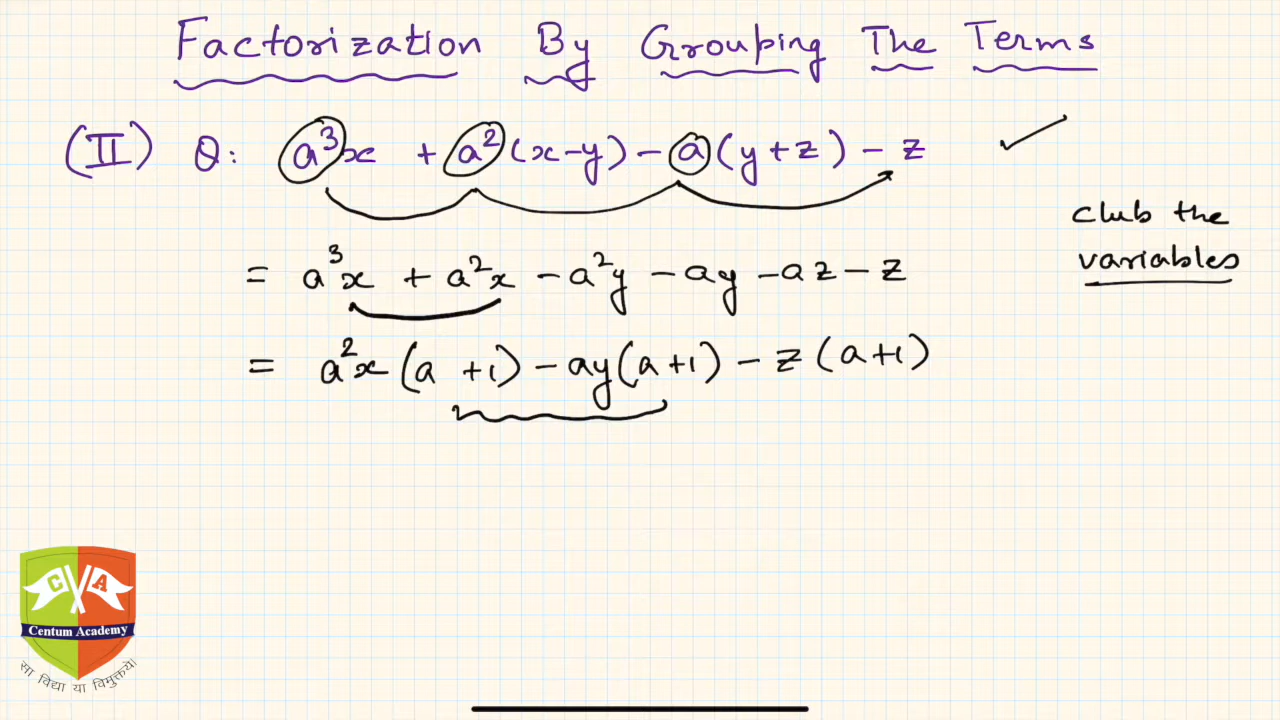 Factorization By Grouping The Terms
(II) Q: a³x + a²(x-y) - a(y+z) - z
club the
variables
= a³x + a²x - a²y - ay - az - z
= a²x(a+1) - ay(a+1) - z(a+1)
C A
Centum Academy
सा विद्या या विमुक्तये।